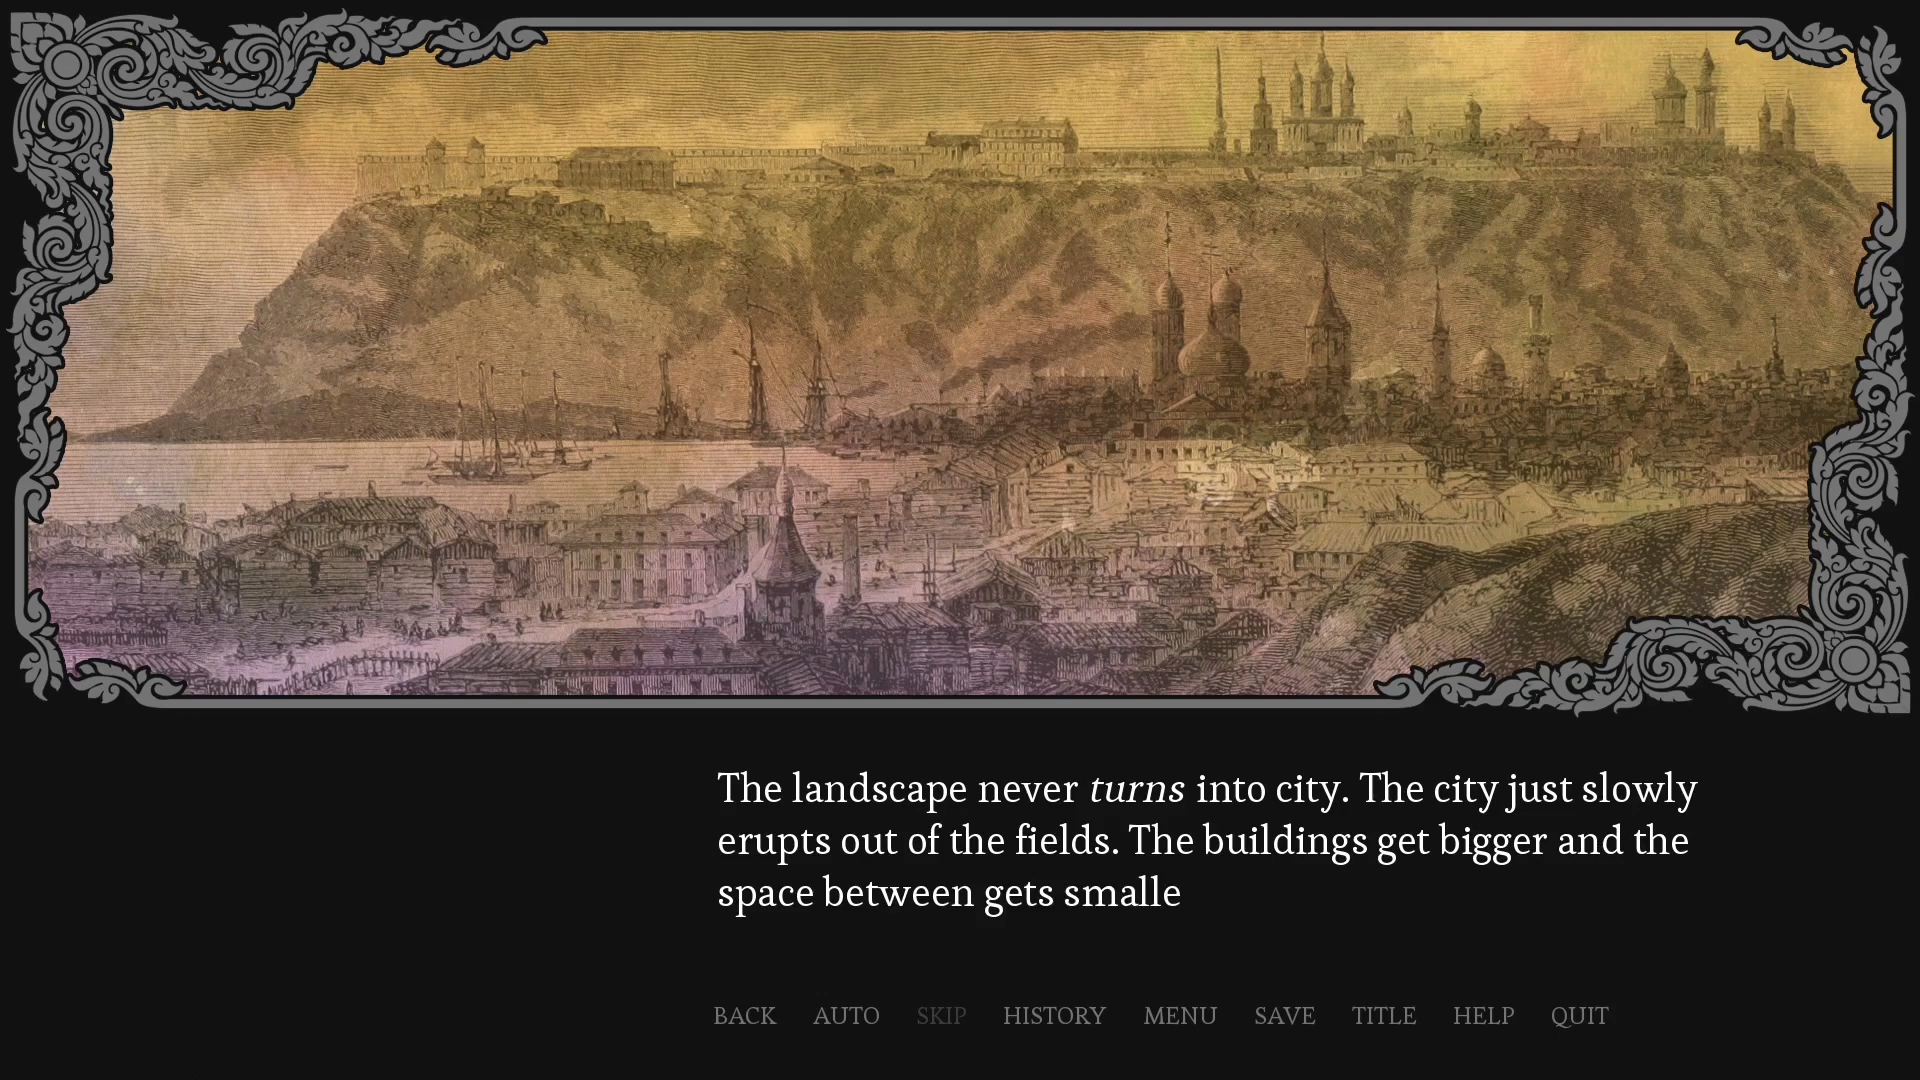 The landscape never turns into city. The city just slowly
erupts out of the fields. The buildings get bigger and the
space between gets smalle
BACK AUTO SKIP HISTORY MENU SAVE TITLE HELP QUIT